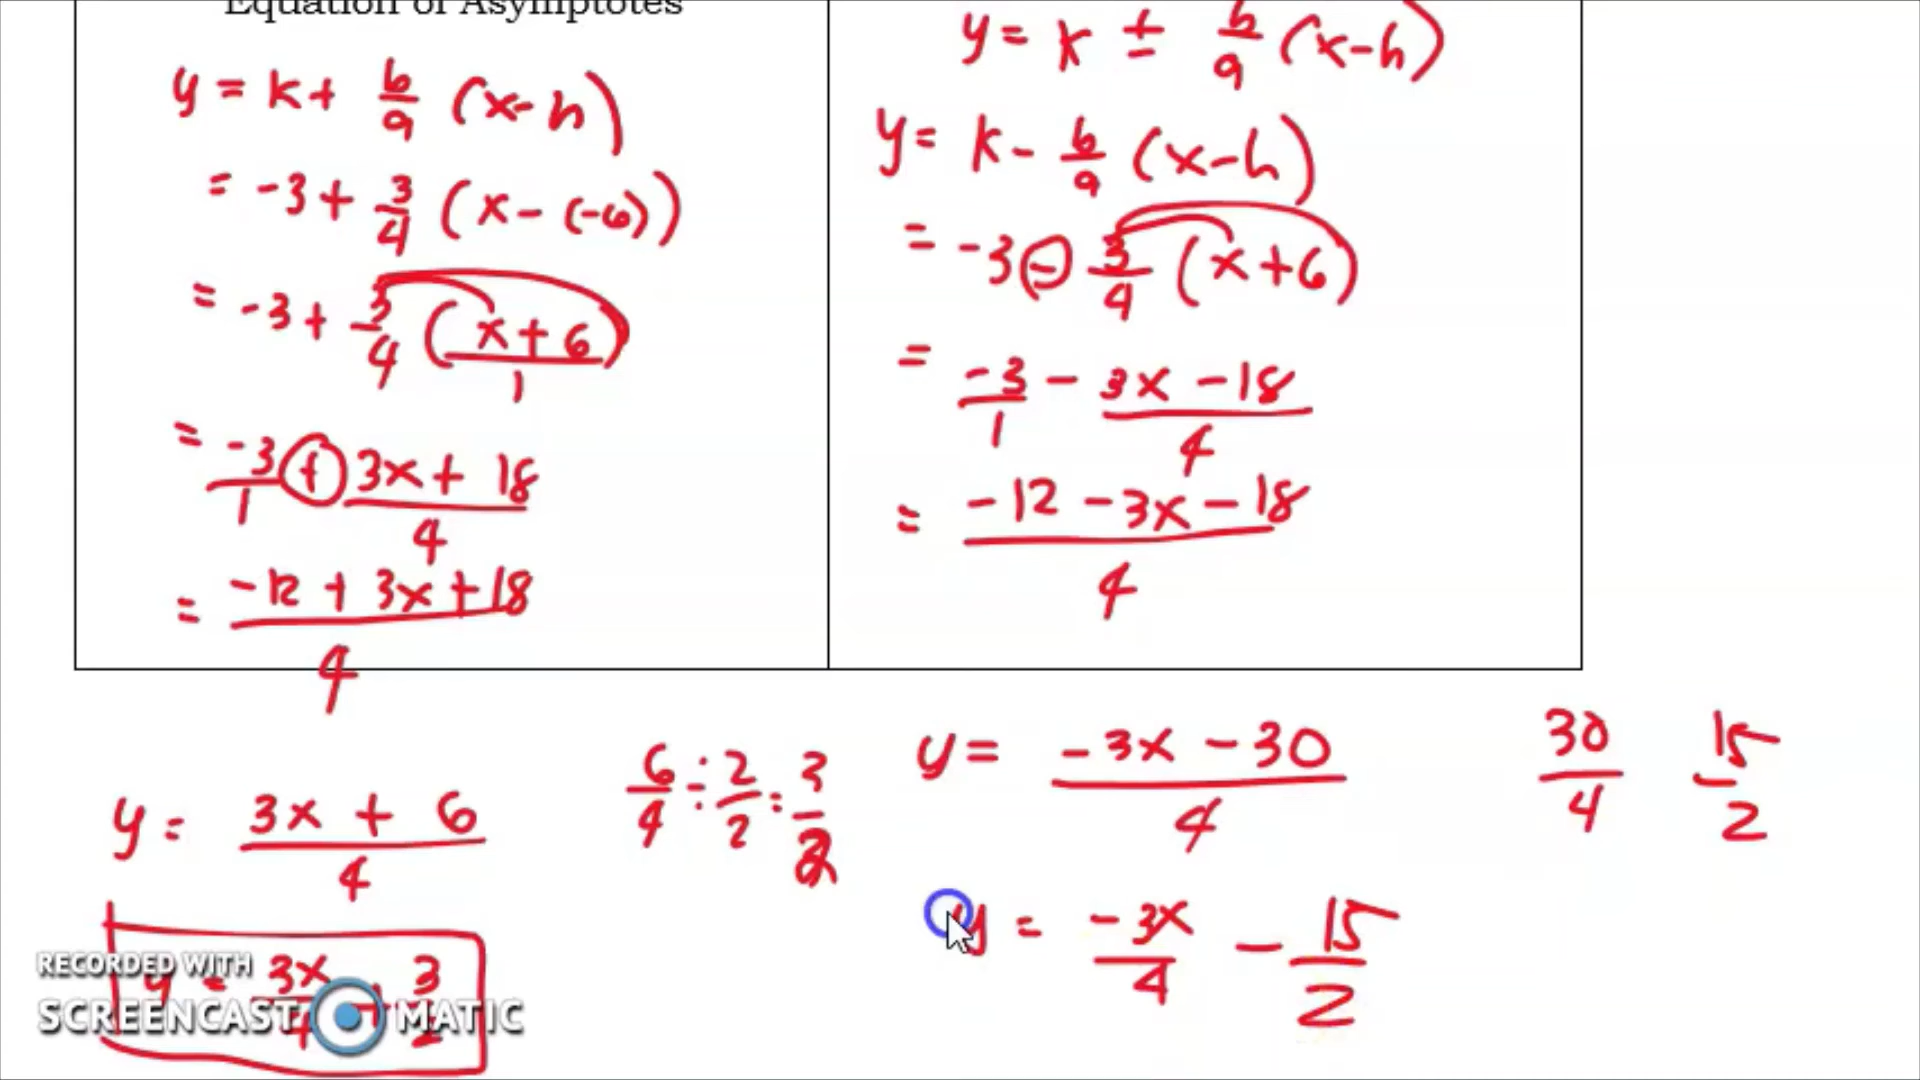 Equation of Asymptotes
y = k + b/a (x - h)
= -3 + 3/4 (x - (-6))
= -3 + 3/4 (x + 6)/1
= -3/1 + 3x + 18/4
= -12 + 3x + 18/4
y = 3x + 6/4
6/4 ÷ 2/2 = 3/2
y = 3x/4 + 3/2
y = k ± b/a (x - h)
y = k - b/a (x - h)
= -3 - 3/4 (x + 6)
= -3/1 - 3x - 18/4
= -12 - 3x - 18/4
y = -3x - 30/4
30/4 15/2
y = -3x/4 - 15/2
RECORDED WITH
SCREENCAST MATIC